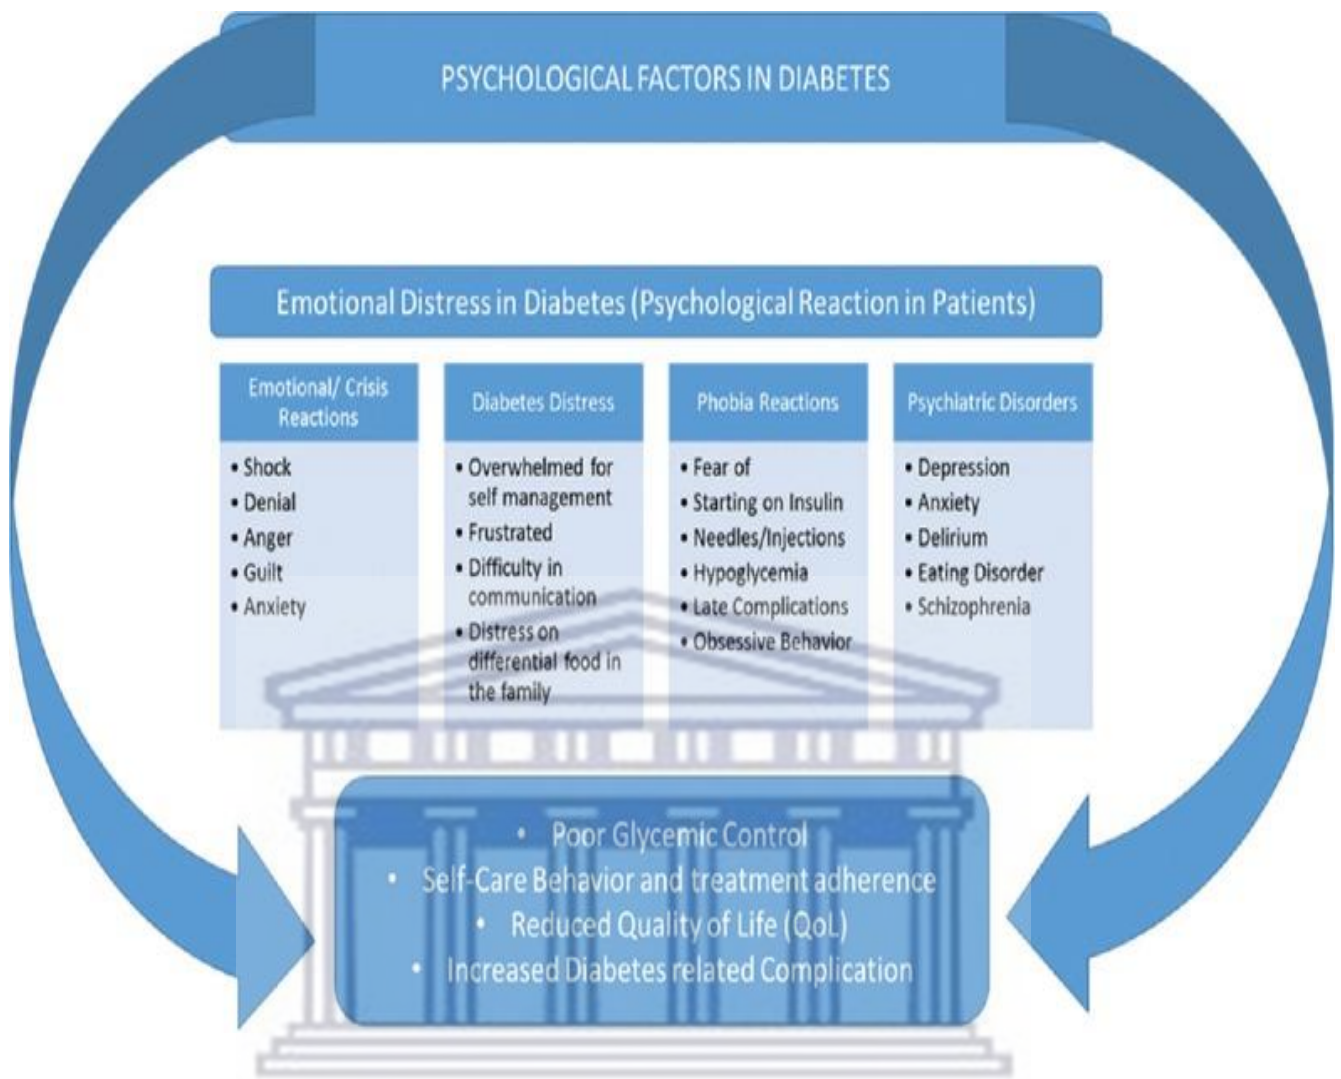 PSYCHOLOGICAL FACTORS IN DIABETES
Emotional Distress in Diabetes (Psychological Reaction in Patients)
Emotional/ Crisis
Reactions
• Shock
• Denial
• Anger
• Guilt
• Anxiety
Diabetes Distress
• Overwhelmed for
self management
• Frustrated
• Difficulty in
communication
• Distress on
differential food in
the family
Phobia Reactions
• Fear of
• Starting on Insulin
• Needles/Injections
• Hypoglycemia
• Late Complications
• Obsessive Behavior
Psychiatric Disorders
• Depression
• Anxiety
• Delirium
• Eating Disorder
• Schizophrenia
• Poor Glycemic Control
• Self-Care Behavior and treatment adherence
• Reduced Quality of Life (QoL)
• Increased Diabetes related Complication